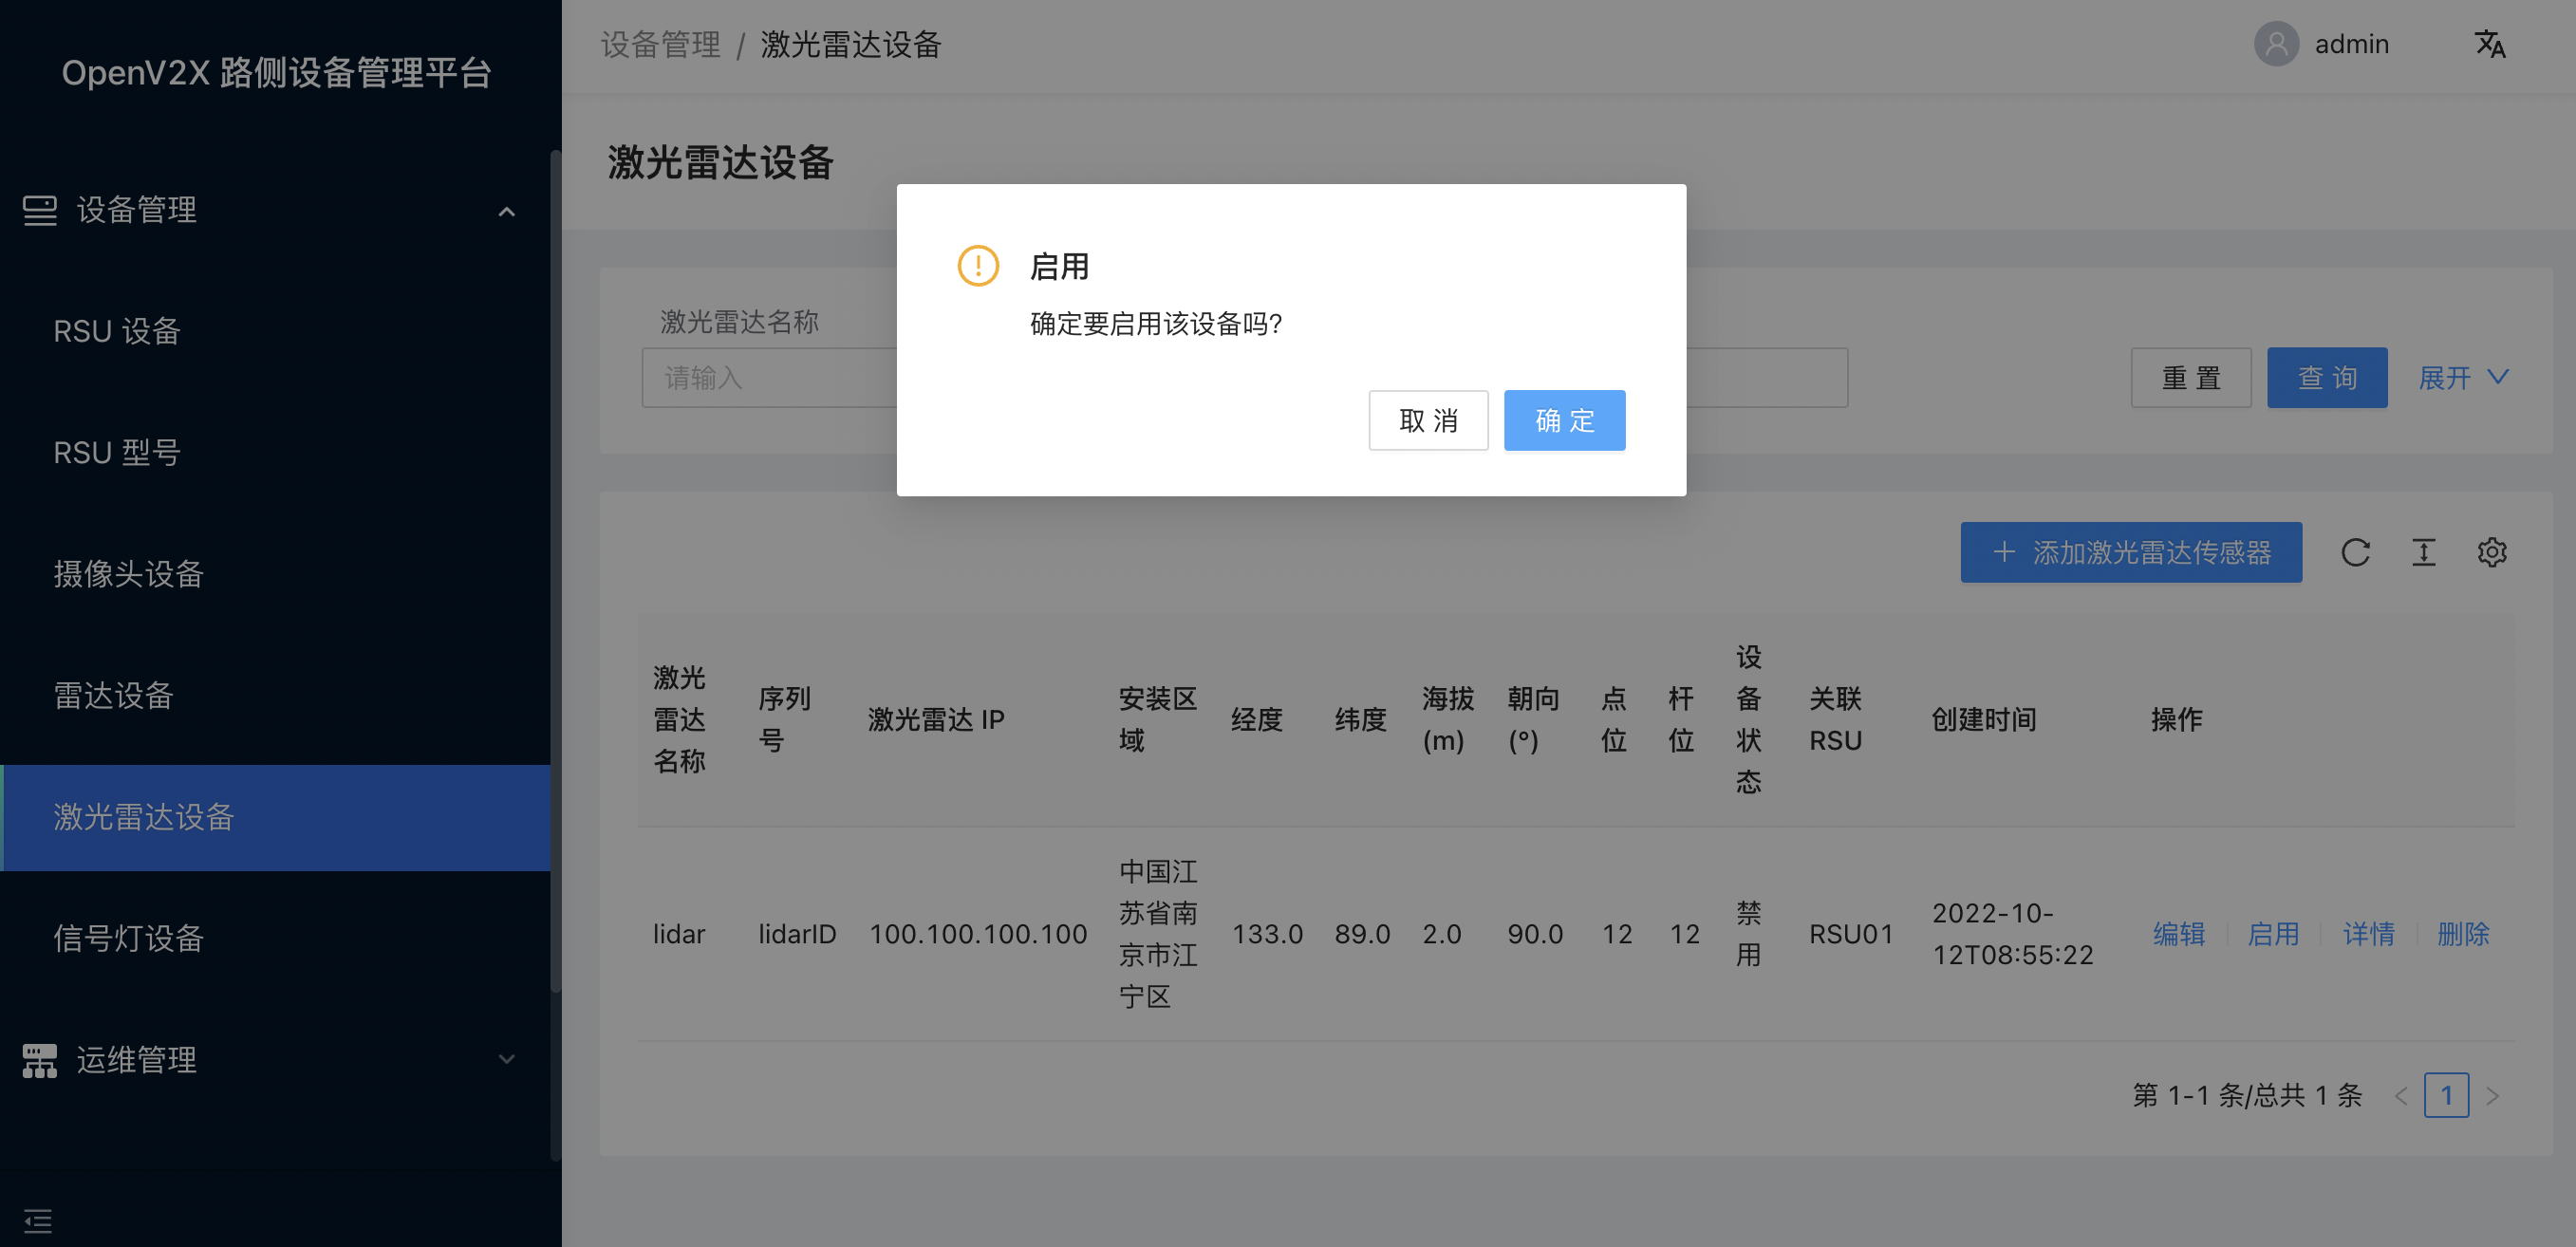 OpenV2X 路侧设备管理平台
设备管理
RSU 设备
RSU 型号
摄像头设备
雷达设备
激光雷达设备
信号灯设备
运维管理
设备管理 / 激光雷达设备
admin
激光雷达设备
启用
确定要启用该设备吗?
取 消
确 定
激光雷达名称
请输入
重 置
查 询
展开
添加激光雷达传感器
激光
雷达
名称
序列
号
激光雷达 IP
安装区
域
经度
纬度
海拔
(m)
朝向
(°)
点
位
杆
位
设
备
状
态
关联
RSU
创建时间
操作
lidar
lidarID
100.100.100.100
中国江
苏省南
京市江
宁区
133.0
89.0
2.0
90.0
12
12
禁
用
RSU01
2022-10-
12T08:55:22
编辑
启用
详情
删除
第 1-1 条/总共 1 条
1